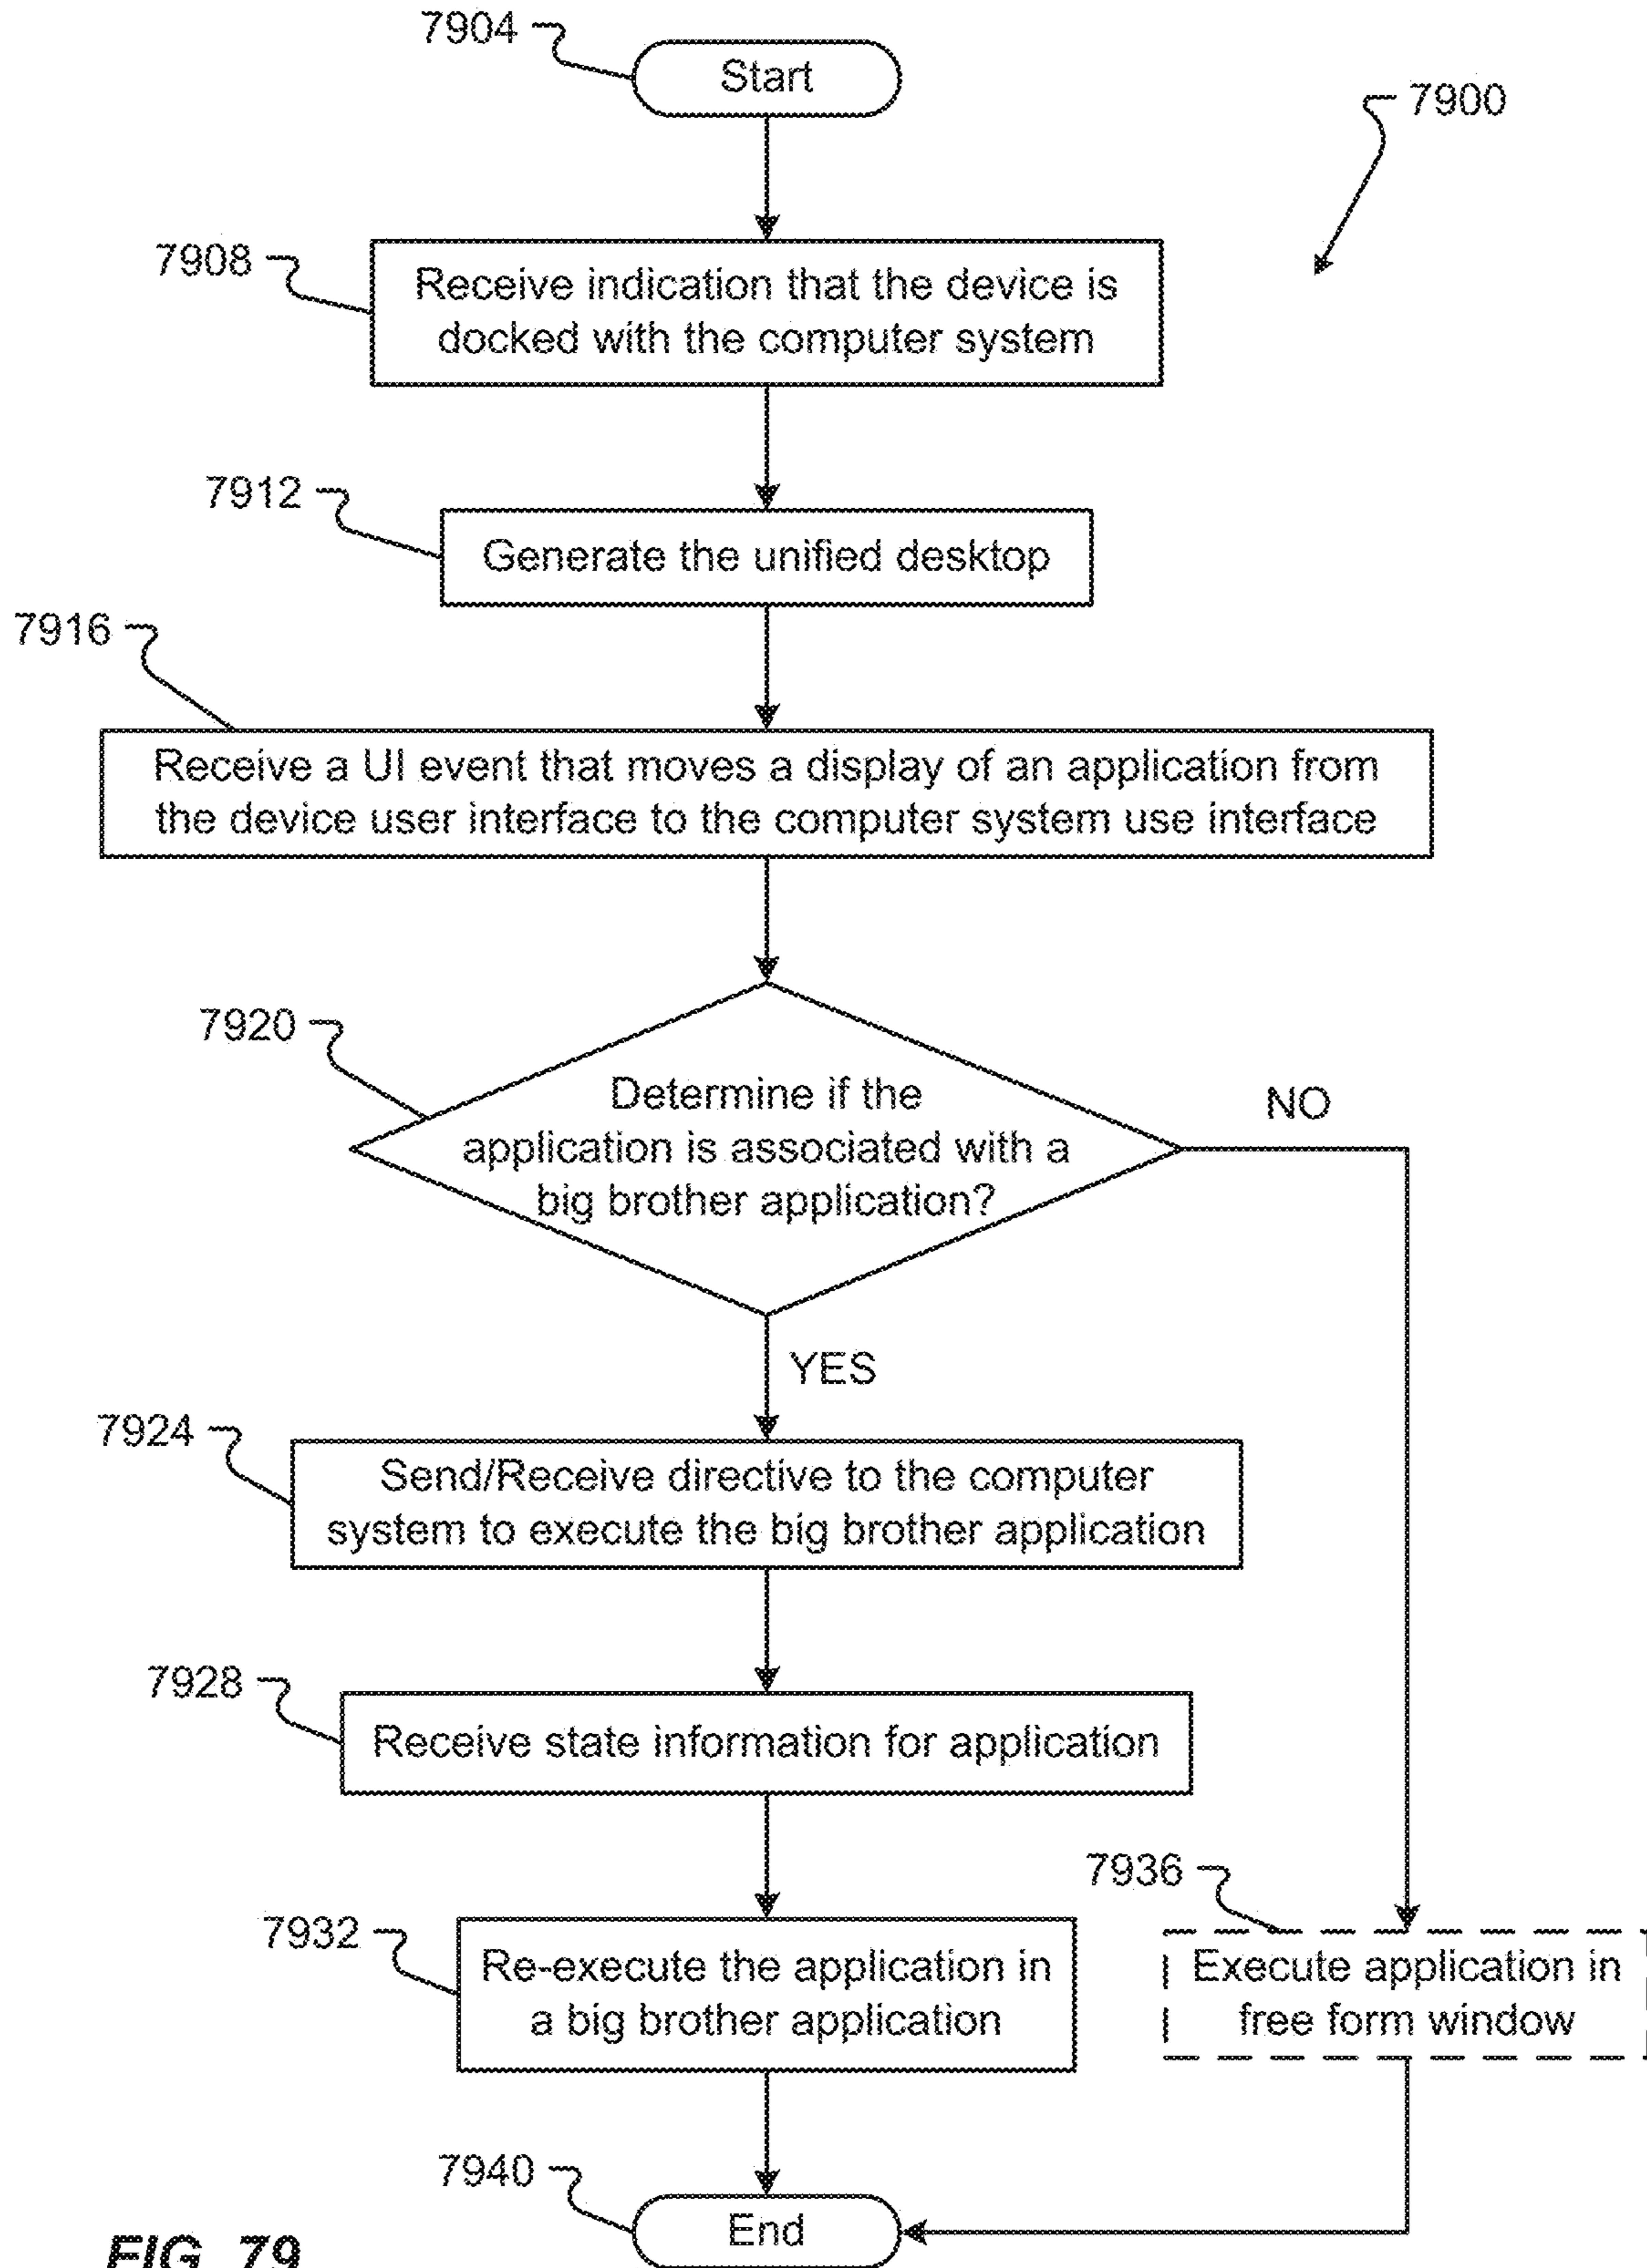 7904
Start
7900
7908
Receive indication that the device is
docked with the computer system
7912
Generate the unified desktop
7916
Receive a UI event that moves a display of an application from
the device user interface to the computer system use interface
7920
Determine if the
application is associated with a
big brother application?
NO
YES
7924
Send/Receive directive to the computer
system to execute the big brother application
7928
Receive state information for application
7936
7932
Re-execute the application in
a big brother application
Execute application in
free form window
7940
End
FIG. 79